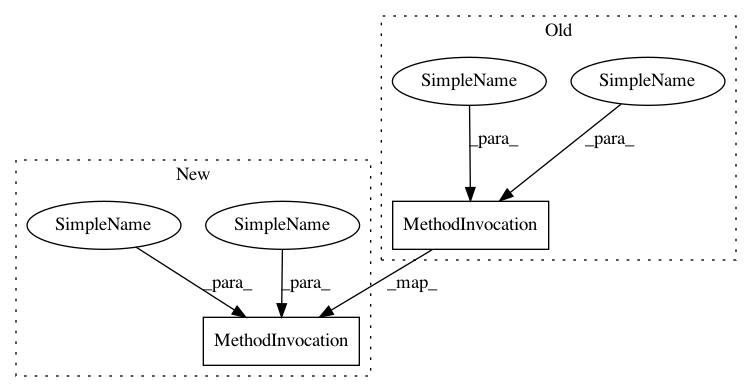 Old
SimpleName
SimpleName
_para_
_para_
New
SimpleName
SimpleName
MethodInvocation
_para_
_para_
_map_
MethodInvocation